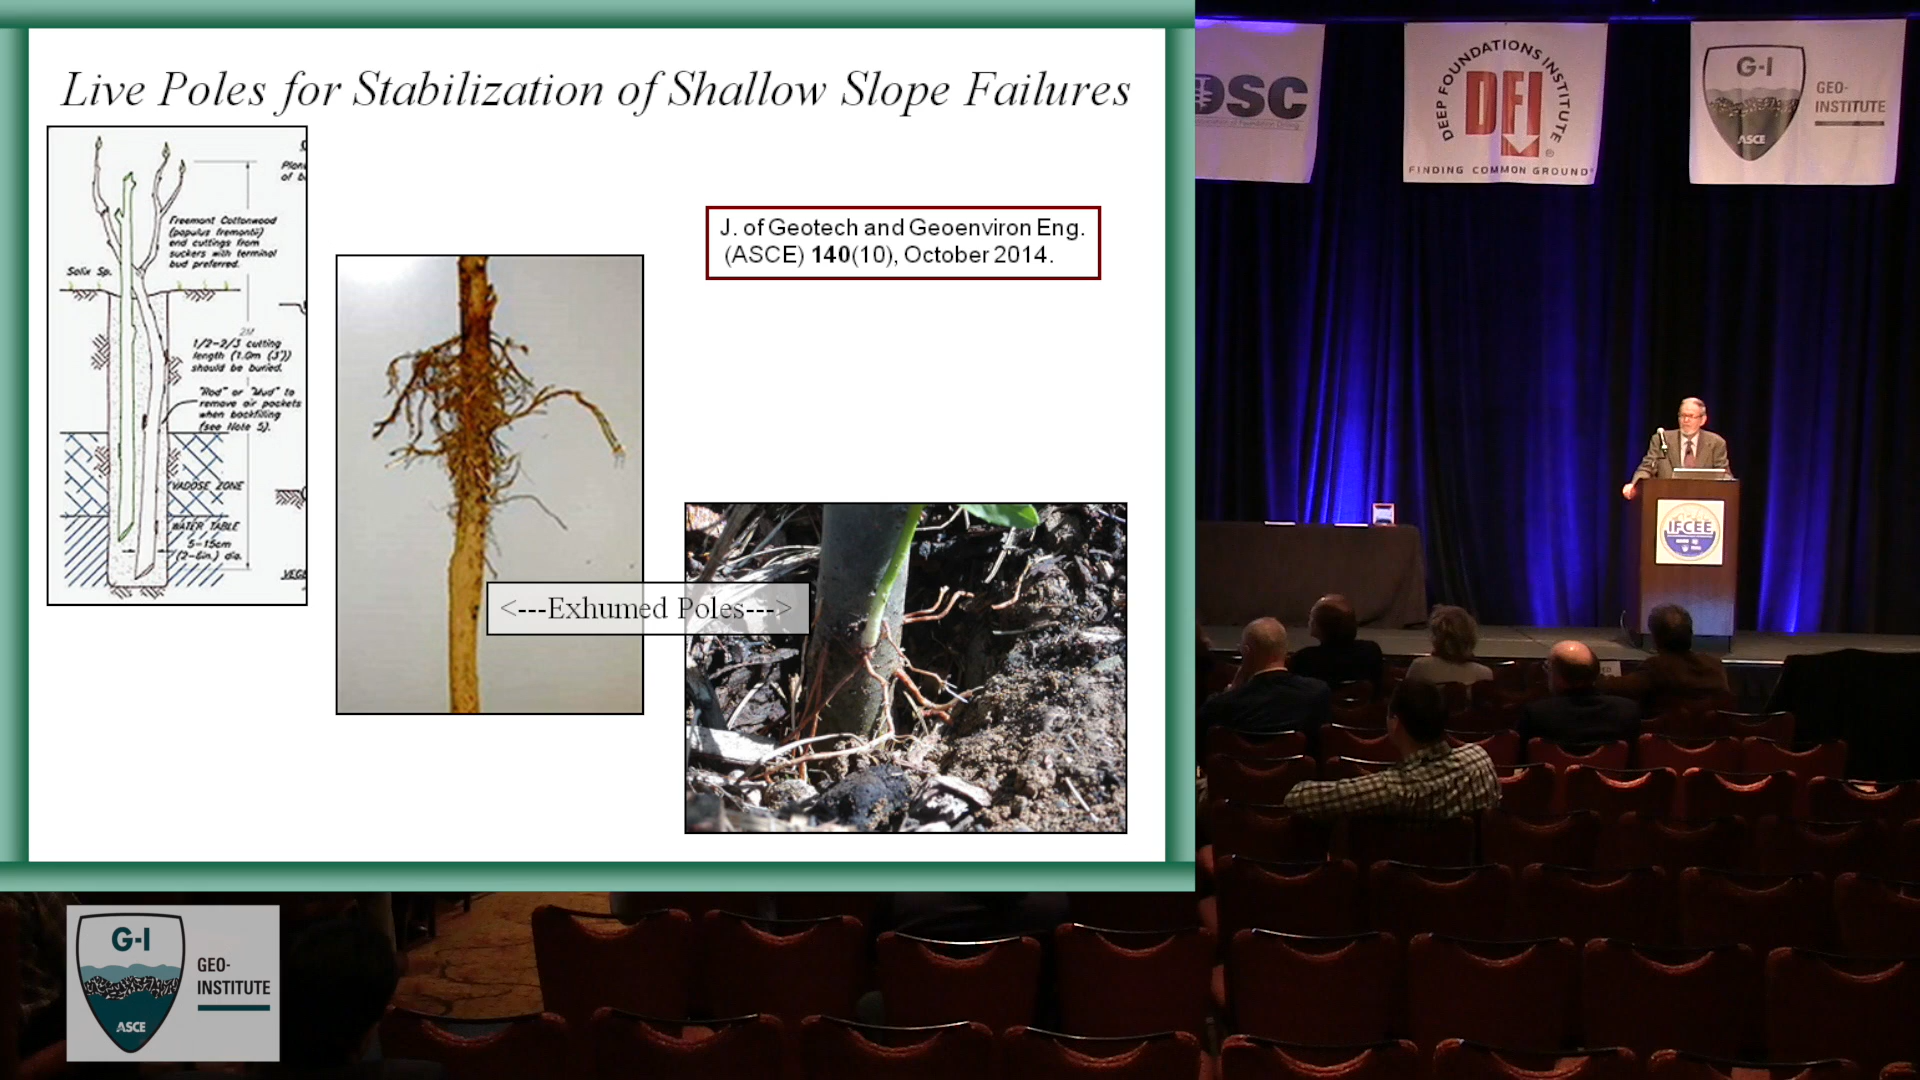 Live Poles for Stabilization of Shallow Slope Failures
of b
Freemont Cottonwood
(populus fremontii)
end cuttings from
suckers with terminal
bud preferred.
Salix Sp.
2M
1/2-2/3 cutting
length (1.0m (3'))
should be buried.
"Rod" or "Mud" to
remove air pockets
when backfilling
(see Note 5).
VADOSE ZONE
WATER TABLE
5-15cm
(2-6in.) dia.
VEGE
J. of Geotech and Geoenviron Eng.
(ASCE) 140(10), October 2014.
<---Exhumed Poles--->
DSC
DEEP FOUNDATIONS INSTITUTE
DFI
®
FINDING COMMON GROUND®
G-I
GEO-
INSTITUTE
ASCE
IFCEE
G-I
GEO-
INSTITUTE
ASCE